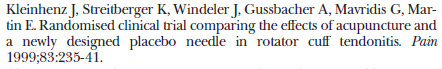 Kleinhenz J, Streitberger K, Windeler J, Gussbacher A, Mavridis G, Mar-
tin E. Randomised clinical trial comparing the effects of acupuncture and
a newly designed placebo needle in rotator cuff tendonitis. Pain
1999;83:235-41.